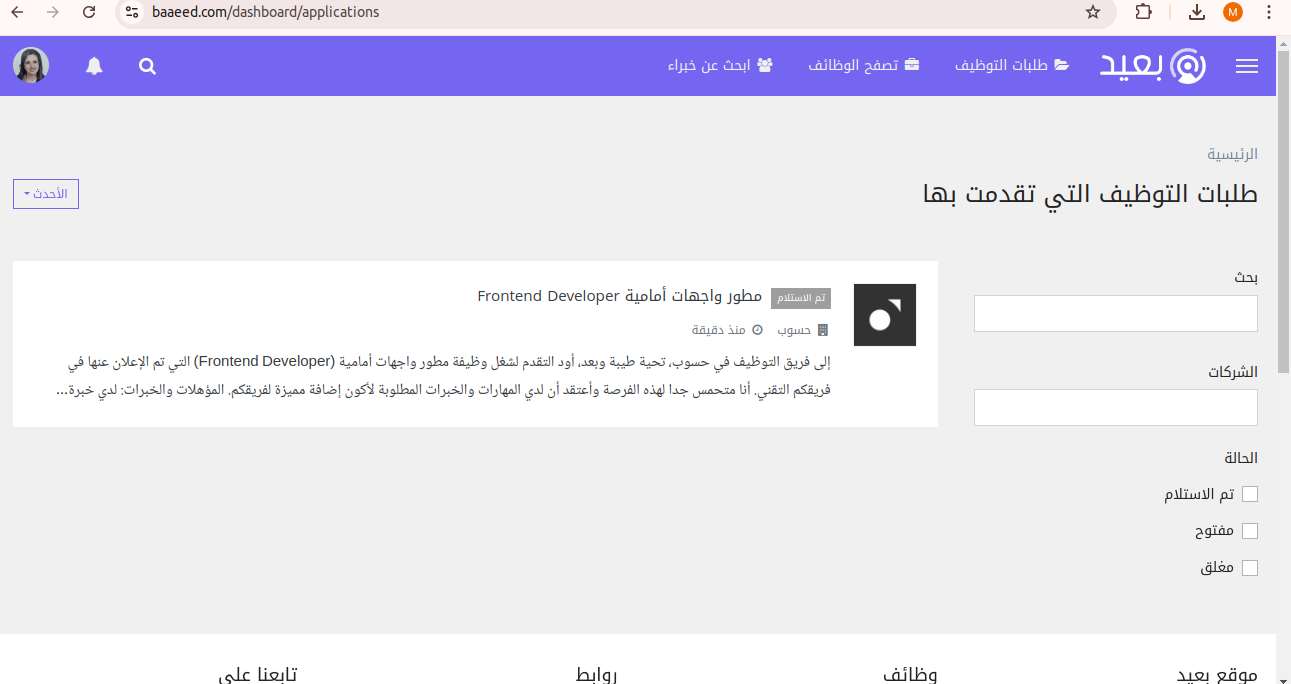 baaeed.com/dashboard/applications
M
بعيد
طلبات التوظيف
تصفح الوظائف
ابحث عن خبراء
الرئيسية
طلبات التوظيف التي تقدمت بها
الأحدث
بحث
الشركات
الحالة
تم الاستلام
مفتوح
مغلق
تم الاستلام مطور واجهات أمامية Frontend Developer
حسوب منذ دقيقة
إلى فريق التوظيف في حسوب، تحية طيبة وبعد، أود التقدم لشغل وظيفة مطور واجهات أمامية (Frontend Developer) التي تم الإعلان عنها في
فريقكم التقني. أنا متحمس جدا لهذه الفرصة وأعتقد أن لدي المهارات والخبرات المطلوبة لأكون إضافة مميزة لفريقكم. المؤهلات والخبرات: لدي خبرة...
موقع بعيد
وظائف
روابط
تابعنا على